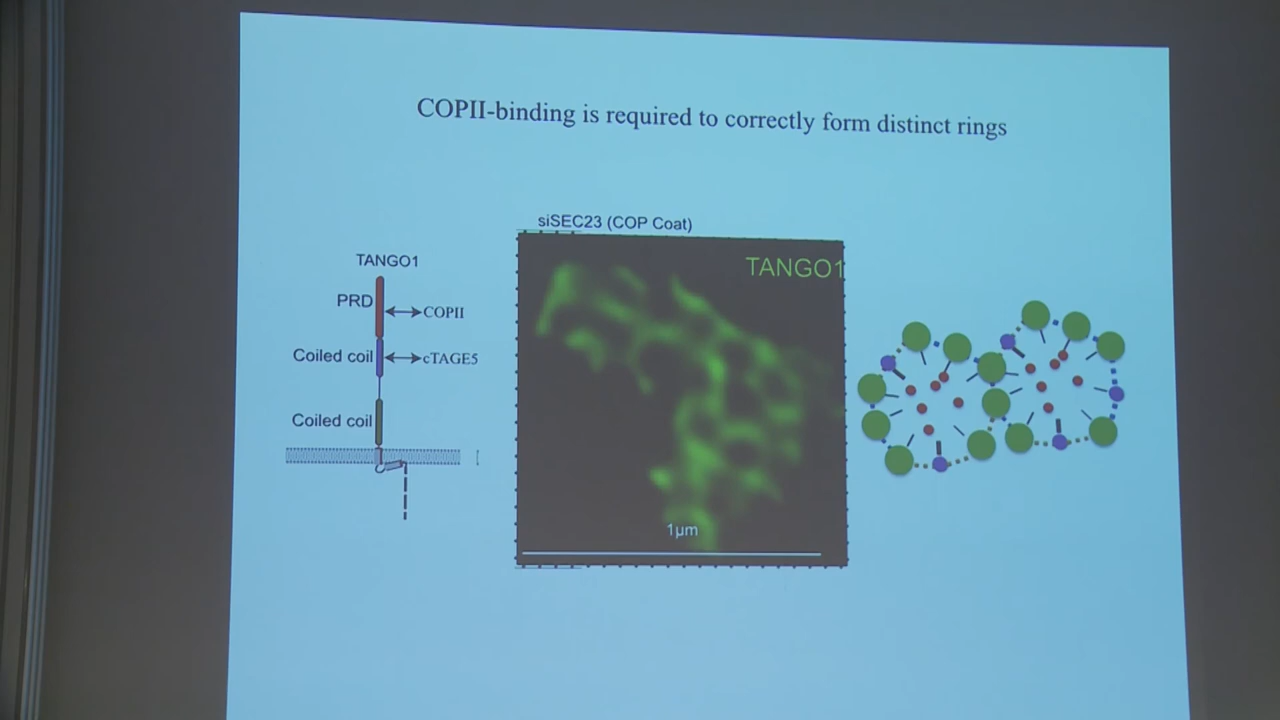 COPII-binding is required to correctly form distinct rings
siSEC23 (COP Coat)
TANGO1
TANGO1
PRD
COPII
Coiled coil
cTAGE5
Coiled coil
1µm